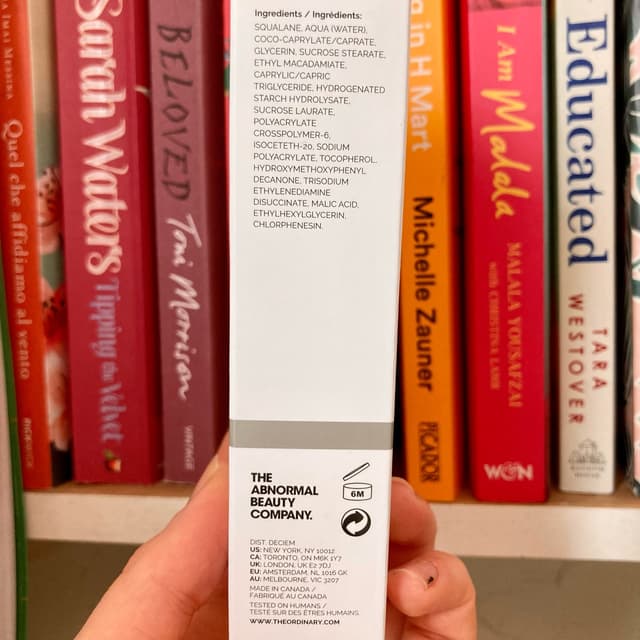 Ingredients / Ingrédients:
SQUALANE, AQUA (WATER),
COCO-CAPRYLATE/CAPRATE,
GLYCERIN, SUCROSE STEARATE,
ETHYL MACADAMIATE,
CAPRYLIC/CAPRIC
TRIGLYCERIDE, HYDROGENATED
STARCH HYDROLYSATE,
SUCROSE LAURATE,
POLYACRYLATE
CROSSPOLYMER-6,
ISOCETETH-20, SODIUM
POLYACRYLATE, TOCOPHEROL,
HYDROXYMETHOXYPHENYL
DECANONE, TRISODIUM
ETHYLENEDIAMINE
DISUCCINATE, MALIC ACID,
ETHYLHEXYLGLYCERIN,
CHLORPHENESIN.
THE
ABNORMAL
BEAUTY
COMPANY.
6M
DIST. DECIEM
US: NEW YORK, NY 10012
CA: TORONTO, ON M6K 1Y7
UK: LONDON, UK E2 7DJ
EU: AMSTERDAM, NL 1016 GK
AU: MELBOURNE, VIC 3207
MADE IN CANADA /
FABRIQUÉ AU CANADA
TESTED ON HUMANS /
TESTÉ SUR DES ÊTRES HUMAINS.
WWW.THEORDINARY.COM
Messina
Quel che affidiamo al vento
Sarah Waters
Tipping the Velvet
BELOVED
Toni Morrison
VINTAGE
g in H Mart
Michelle Zauner
PICADOR
I Am Malala
MALALA YOUSAFZAI
with CHRISTINA LAMB
W&N
Educated
TARA
WESTOVER